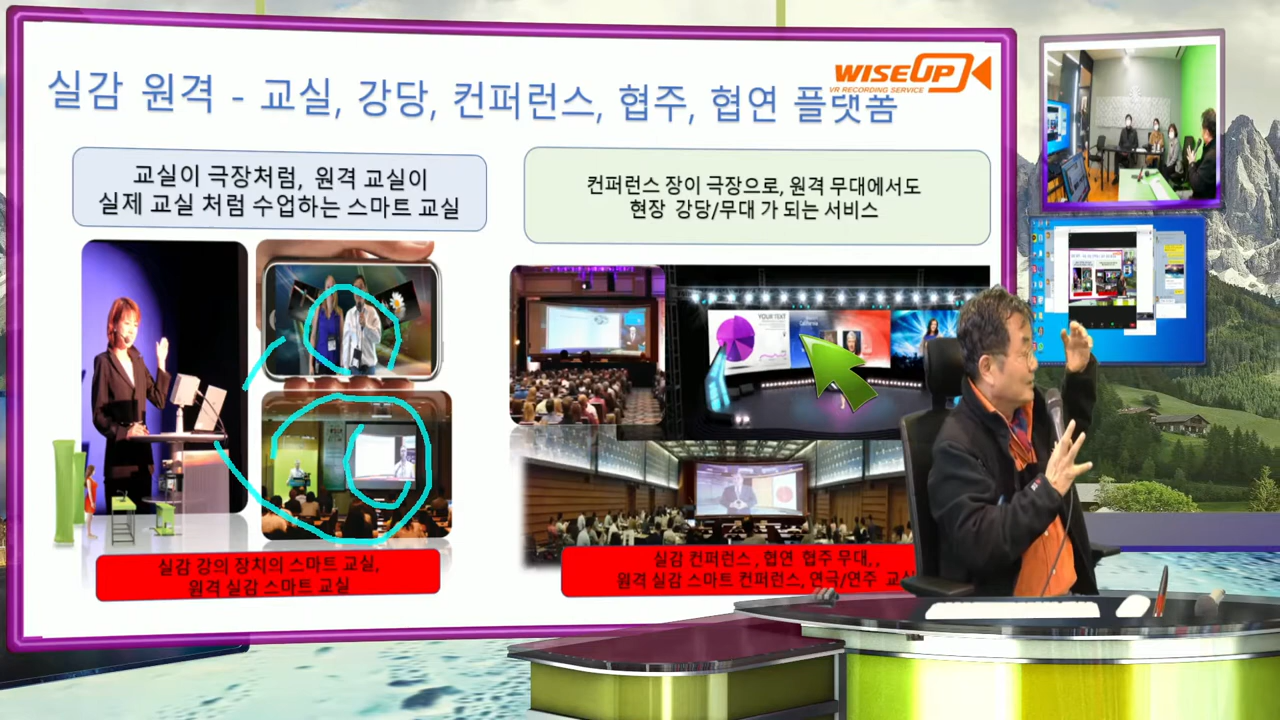 실감 원격 - 교실, 강당, 컨퍼런스, 협주, 협연 플랫폼
WISEUP
VR RECORDING SERVICE
교실이 극장처럼, 원격 교실이
실제 교실 처럼 수업하는 스마트 교실
컨퍼런스 장이 극장으로, 원격 무대에서도
현장 강당/무대 가 되는 서비스
YOUR TEXT
California
실감 강의 장치의 스마트 교실,
원격 실감 스마트 교실
실감 컨퍼런스, 협연 협주 무대, ,
원격 실감 스마트 컨퍼런스, 연극/연주 교실